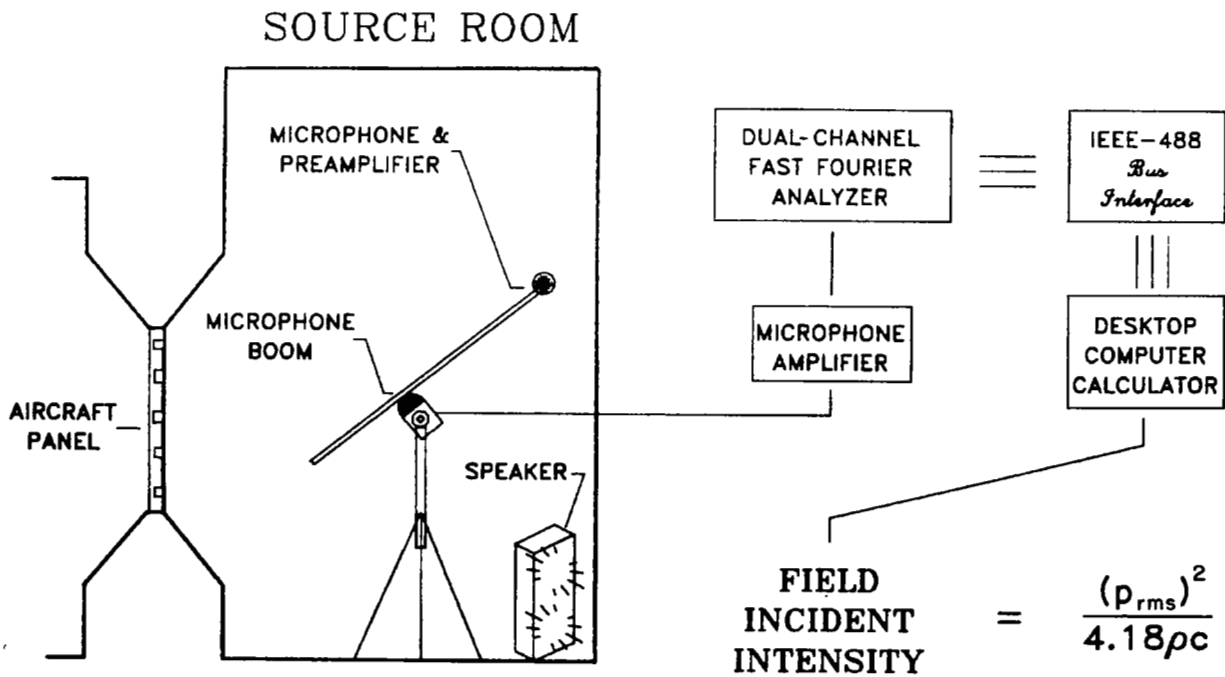 SOURCE ROOM
MICROPHONE &
PREAMPLIFIER
MICROPHONE
BOOM
AIRCRAFT
PANEL
SPEAKER
DUAL-CHANNEL
FAST FOURIER
ANALYZER
IEEE-488
Bus
Interface
MICROPHONE
AMPLIFIER
DESKTOP
COMPUTER
CALCULATOR
FIELD
INCIDENT
INTENSITY
= (p_rms)^2 / 4.18ρc